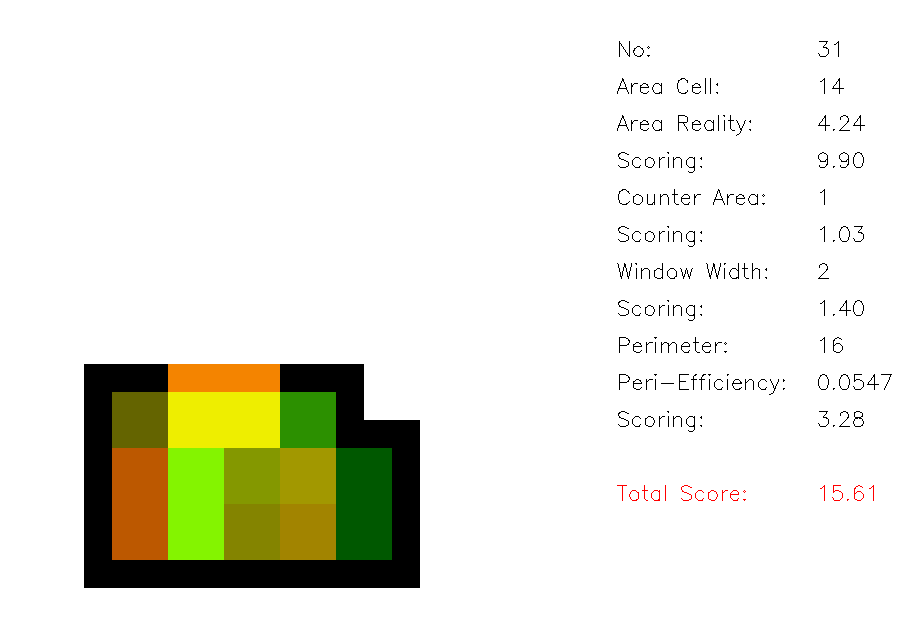 No: 31
Area Cell: 14
Area Reality: 4.24
Scoring: 9.90
Counter Area: 1
Scoring: 1.03
Window Width: 2
Scoring: 1.40
Perimeter: 16
Peri-Efficiency: 0.0547
Scoring: 3.28
Total Score: 15.61